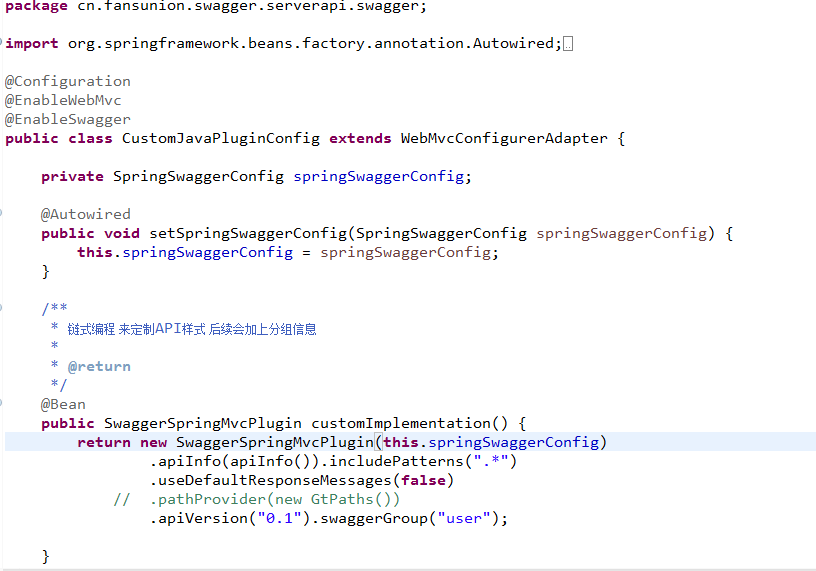 package cn.fansunion.swagger.serverapi.swagger;
import org.springframework.beans.factory.annotation.Autowired;
@Configuration
@EnableWebMvc
@EnableSwagger
public class CustomJavaPluginConfig extends WebMvcConfigurerAdapter {
private SpringSwaggerConfig springSwaggerConfig;
@Autowired
public void setSpringSwaggerConfig(SpringSwaggerConfig springSwaggerConfig) {
this.springSwaggerConfig = springSwaggerConfig;
}
/**
* 链式编程 来定制API样式 后续会加上分组信息
*
* @return
*/
@Bean
public SwaggerSpringMvcPlugin customImplementation() {
return new SwaggerSpringMvcPlugin(this.springSwaggerConfig)
.apiInfo(apiInfo()).includePatterns(".*")
.useDefaultResponseMessages(false)
// .pathProvider(new GtPaths())
.apiVersion("0.1").swaggerGroup("user");
}